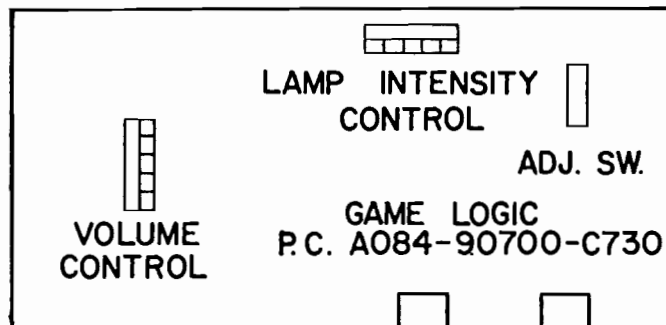 LAMP INTENSITY
CONTROL
ADJ. SW.
VOLUME
CONTROL
GAME LOGIC
P.C. A084-90700-C730